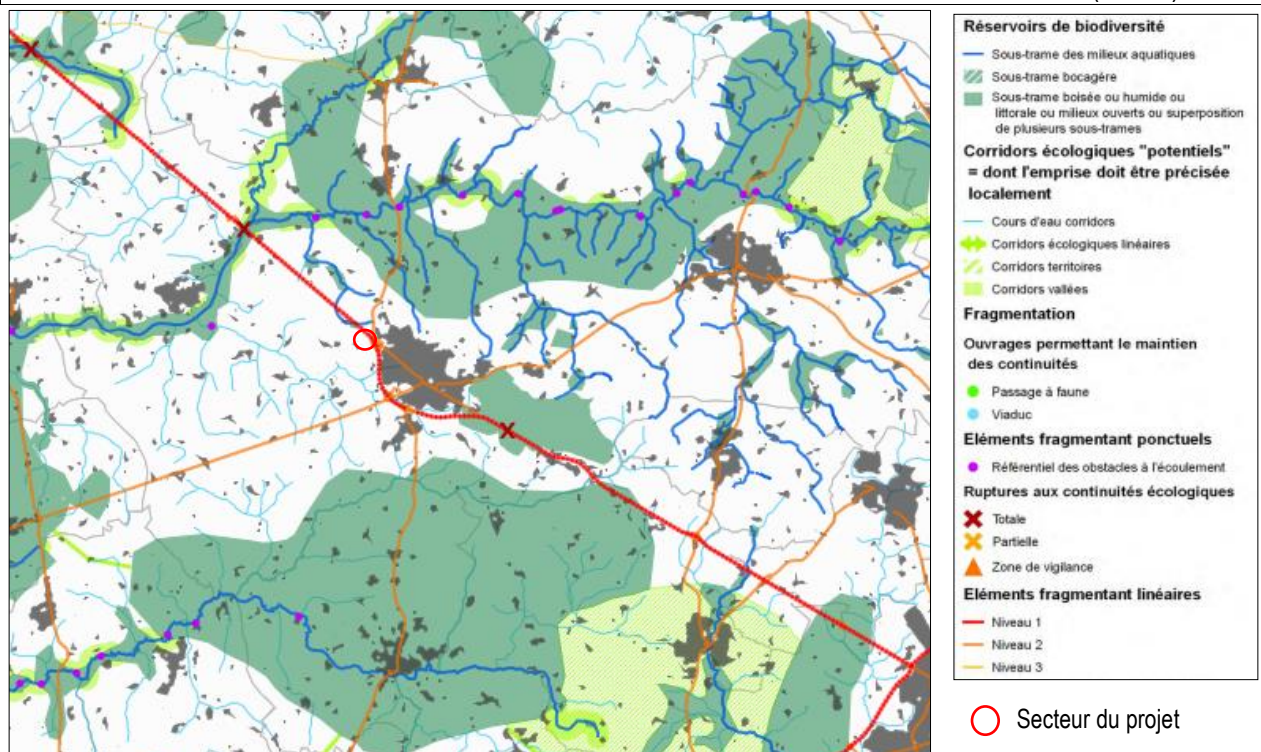 Réservoirs de biodiversité
Sous-trame des milieux aquatiques
Sous-trame bocagère
Sous-trame boisée ou humide ou
littorale ou milieux ouverts ou superposition
de plusieurs sous-trames
Corridors écologiques "potentiels"
= dont l'emprise doit être précisée
localement
Cours d'eau corridors
Corridors écologiques linéaires
Corridors territoires
Corridors vallées
Fragmentation
Ouvrages permettant le maintien
des continuités
Passage à faune
Viaduc
Eléments fragmentant ponctuels
Référentiel des obstacles à l'écoulement
Ruptures aux continuités écologiques
Totale
Partielle
Zone de vigilance
Eléments fragmentant linéaires
Niveau 1
Niveau 2
Niveau 3
Secteur du projet